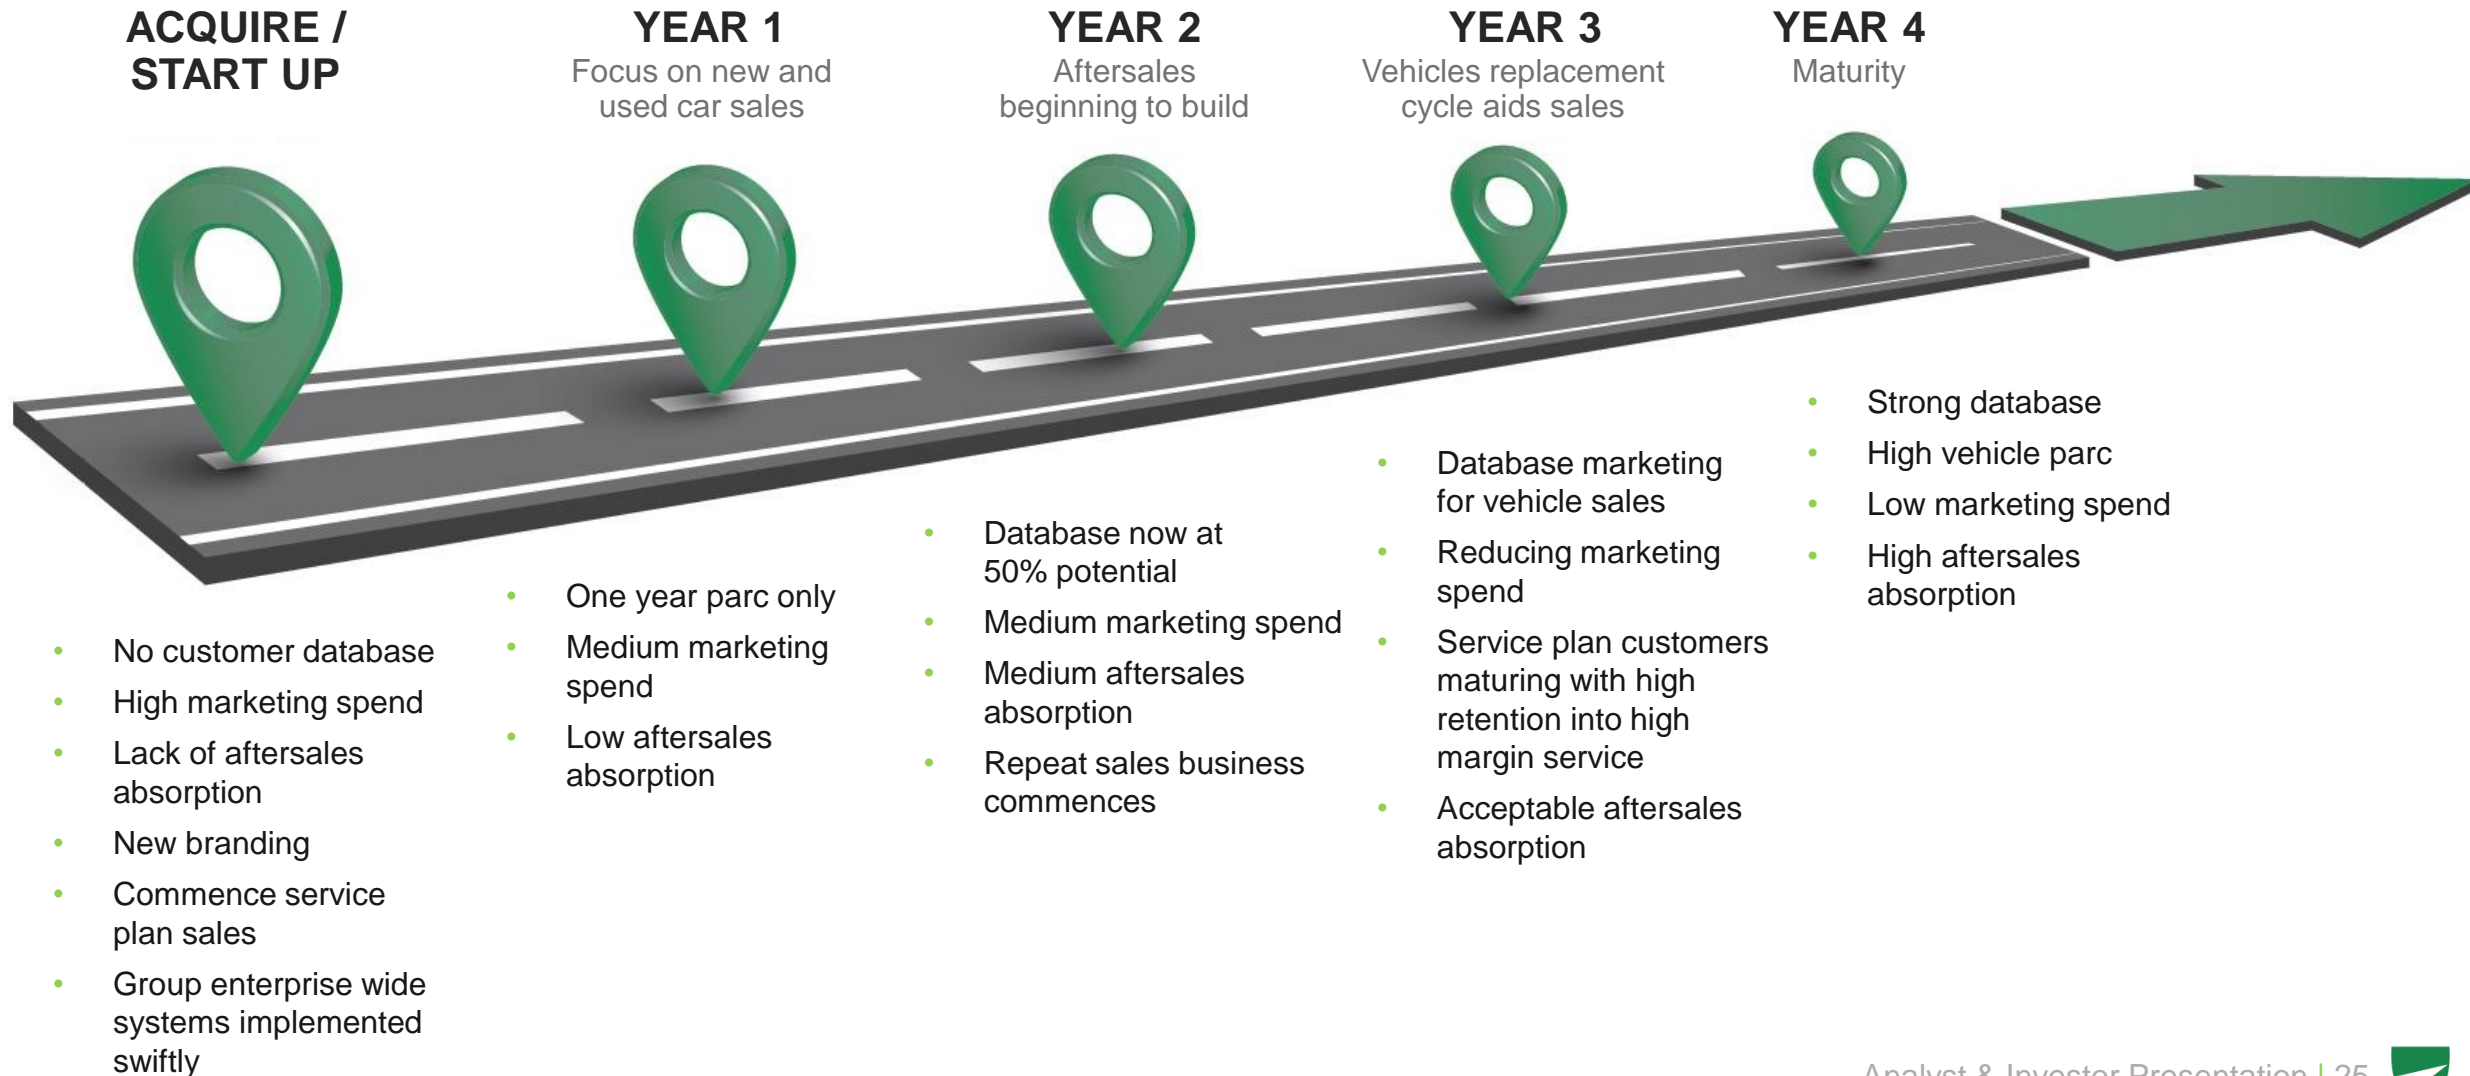 ACQUIRE /
START UP
YEAR 1
Focus on new and
used car sales
YEAR 2
Aftersales
beginning to build
YEAR 3
Vehicles replacement
cycle aids sales
YEAR 4
Maturity
• No customer database
• High marketing spend
• Lack of aftersales
absorption
• New branding
• Commence service
plan sales
• Group enterprise wide
systems implemented
swiftly
• One year parc only
• Medium marketing
spend
• Low aftersales
absorption
• Database now at
50% potential
• Medium marketing spend
• Medium aftersales
absorption
• Repeat sales business
commences
• Database marketing
for vehicle sales
• Reducing marketing
spend
• Service plan customers
maturing with high
retention into high
margin service
• Acceptable aftersales
absorption
• Strong database
• High vehicle parc
• Low marketing spend
• High aftersales
absorption
Analyst & Investor Presentation | 25